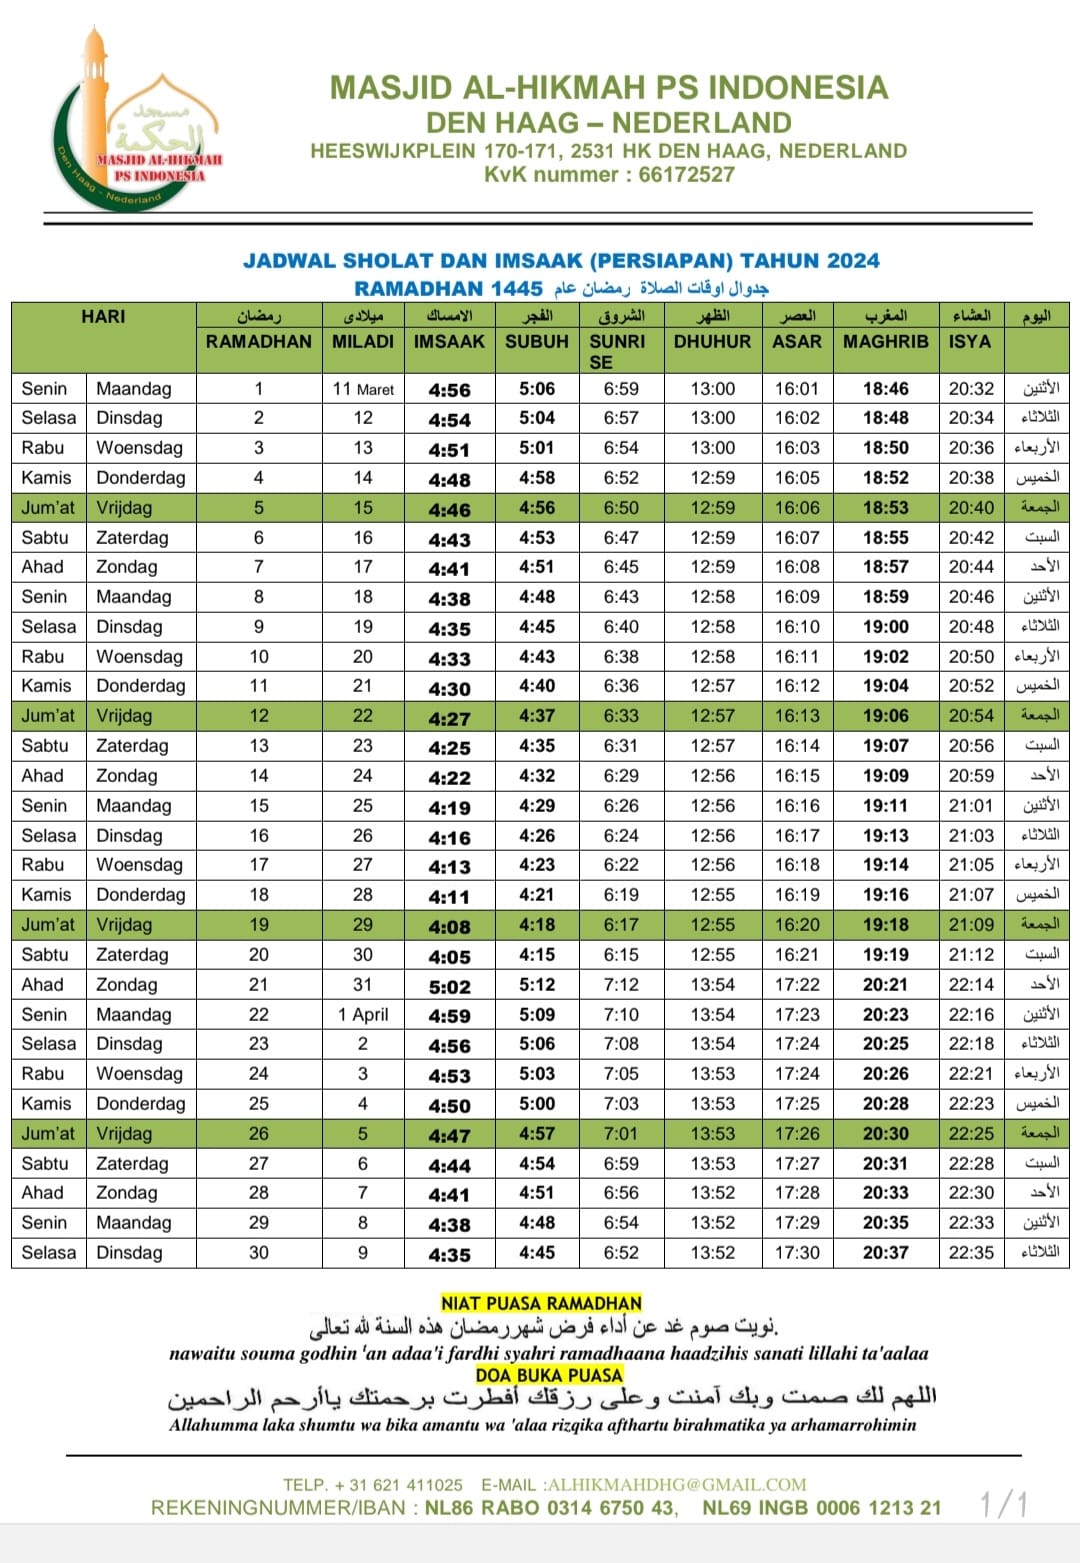 مسجد
الحكمة
MASJID AL-HIKMAH
PS INDONESIA
Den Haag - Nederland
MASJID AL-HIKMAH PS INDONESIA
DEN HAAG – NEDERLAND
HEESWIJKPLEIN 170-171, 2531 HK DEN HAAG, NEDERLAND
KvK nummer : 66172527
JADWAL SHOLAT DAN IMSAAK (PERSIAPAN) TAHUN 2024
RAMADHAN 1445 جدوال اوقات الصلاة رمضان عام
HARI رمضان ميلادى الامساك الفجر الشروق الظهر العصر المغرب العشاء اليوم
RAMADHAN MILADI IMSAAK SUBUH SUNRI DHUHUR ASAR MAGHRIB ISYA
SE
Senin Maandag 1 11 Maret 4:56 5:06 6:59 13:00 16:01 18:46 20:32 الأثنين
Selasa Dinsdag 2 12 4:54 5:04 6:57 13:00 16:02 18:48 20:34 الثلاثاء
Rabu Woensdag 3 13 4:51 5:01 6:54 13:00 16:03 18:50 20:36 الأربعاء
Kamis Donderdag 4 14 4:48 4:58 6:52 12:59 16:05 18:52 20:38 الخميس
Jum'at Vrijdag 5 15 4:46 4:56 6:50 12:59 16:06 18:53 20:40 الجمعة
Sabtu Zaterdag 6 16 4:43 4:53 6:47 12:59 16:07 18:55 20:42 السبت
Ahad Zondag 7 17 4:41 4:51 6:45 12:59 16:08 18:57 20:44 الأحد
Senin Maandag 8 18 4:38 4:48 6:43 12:58 16:09 18:59 20:46 الأثنين
Selasa Dinsdag 9 19 4:35 4:45 6:40 12:58 16:10 19:00 20:48 الثلاثاء
Rabu Woensdag 10 20 4:33 4:43 6:38 12:58 16:11 19:02 20:50 الأربعاء
Kamis Donderdag 11 21 4:30 4:40 6:36 12:57 16:12 19:04 20:52 الخميس
Jum'at Vrijdag 12 22 4:27 4:37 6:33 12:57 16:13 19:06 20:54 الجمعة
Sabtu Zaterdag 13 23 4:25 4:35 6:31 12:57 16:14 19:07 20:56 السبت
Ahad Zondag 14 24 4:22 4:32 6:29 12:56 16:15 19:09 20:59 الأحد
Senin Maandag 15 25 4:19 4:29 6:26 12:56 16:16 19:11 21:01 الأثنين
Selasa Dinsdag 16 26 4:16 4:26 6:24 12:56 16:17 19:13 21:03 الثلاثاء
Rabu Woensdag 17 27 4:13 4:23 6:22 12:56 16:18 19:14 21:05 الأربعاء
Kamis Donderdag 18 28 4:11 4:21 6:19 12:55 16:19 19:16 21:07 الخميس
Jum'at Vrijdag 19 29 4:08 4:18 6:17 12:55 16:20 19:18 21:09 الجمعة
Sabtu Zaterdag 20 30 4:05 4:15 6:15 12:55 16:21 19:19 21:12 السبت
Ahad Zondag 21 31 5:02 5:12 7:12 13:54 17:22 20:21 22:14 الأحد
Senin Maandag 22 1 April 4:59 5:09 7:10 13:54 17:23 20:23 22:16 الأثنين
Selasa Dinsdag 23 2 4:56 5:06 7:08 13:54 17:24 20:25 22:18 الثلاثاء
Rabu Woensdag 24 3 4:53 5:03 7:05 13:53 17:24 20:26 22:21 الأربعاء
Kamis Donderdag 25 4 4:50 5:00 7:03 13:53 17:25 20:28 22:23 الخميس
Jum'at Vrijdag 26 5 4:47 4:57 7:01 13:53 17:26 20:30 22:25 الجمعة
Sabtu Zaterdag 27 6 4:44 4:54 6:59 13:53 17:27 20:31 22:28 السبت
Ahad Zondag 28 7 4:41 4:51 6:56 13:52 17:28 20:33 22:30 الأحد
Senin Maandag 29 8 4:38 4:48 6:54 13:52 17:29 20:35 22:33 الأثنين
Selasa Dinsdag 30 9 4:35 4:45 6:52 13:52 17:30 20:37 22:35 الثلاثاء
NIAT PUASA RAMADHAN
نويت صوم غد عن أداء فرض شهر رمضان هذه السنة لله تعالى.
nawaitu souma godhin 'an adaa'i fardhi syahri ramadhaana haadzihis sanati lillahi ta'aalaa
DOA BUKA PUASA
اللهم لك صمت وبك آمنت وعلى رزقك أفطرت برحمتك ياأرحم الراحمين
Allahumma laka shumtu wa bika amantu wa 'alaa rizqika afthartu birahmatika ya arhamarrohimin
TELP. + 31 621 411025 E-MAIL :ALHIKMAHDHG@GMAIL.COM
REKENINGNUMMER/IBAN : NL86 RABO 0314 6750 43, NL69 INGB 0006 1213 21
1/1